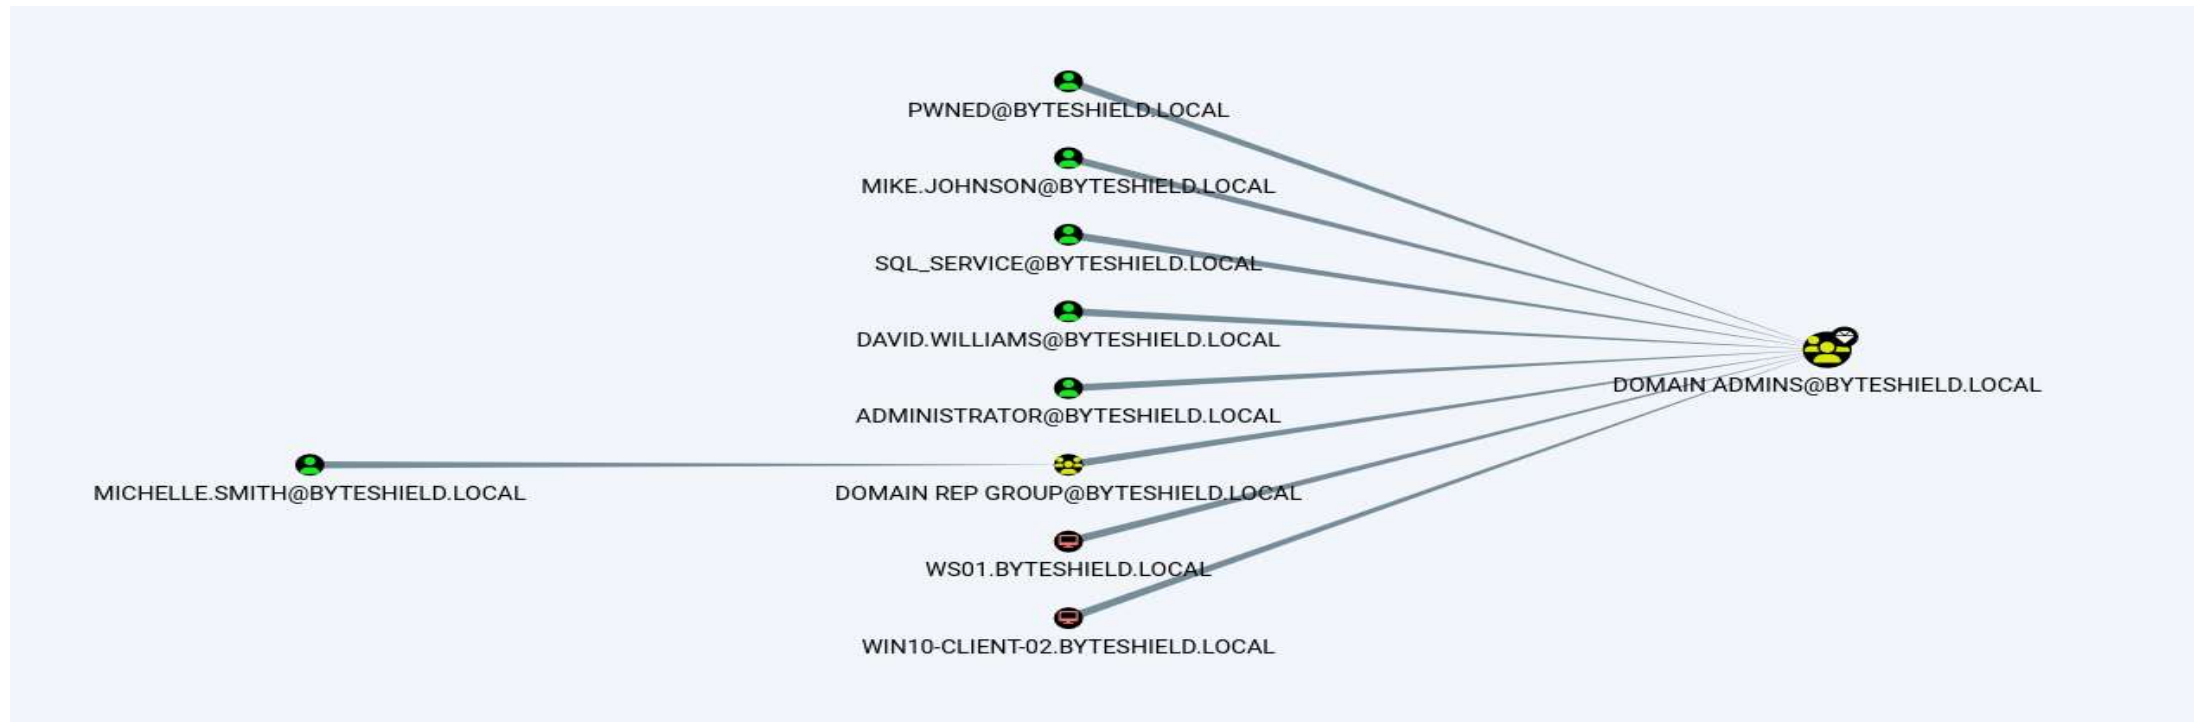 PWNED@BYTESHIELD.LOCAL
MIKE.JOHNSON@BYTESHIELD.LOCAL
SQL_SERVICE@BYTESHIELD.LOCAL
DAVID.WILLIAMS@BYTESHIELD.LOCAL
DOMAIN ADMINS@BYTESHIELD.LOCAL
ADMINISTRATOR@BYTESHIELD.LOCAL
MICHELLE.SMITH@BYTESHIELD.LOCAL
DOMAIN REP GROUP@BYTESHIELD.LOCAL
WS01.BYTESHIELD.LOCAL
WIN10-CLIENT-02.BYTESHIELD.LOCAL